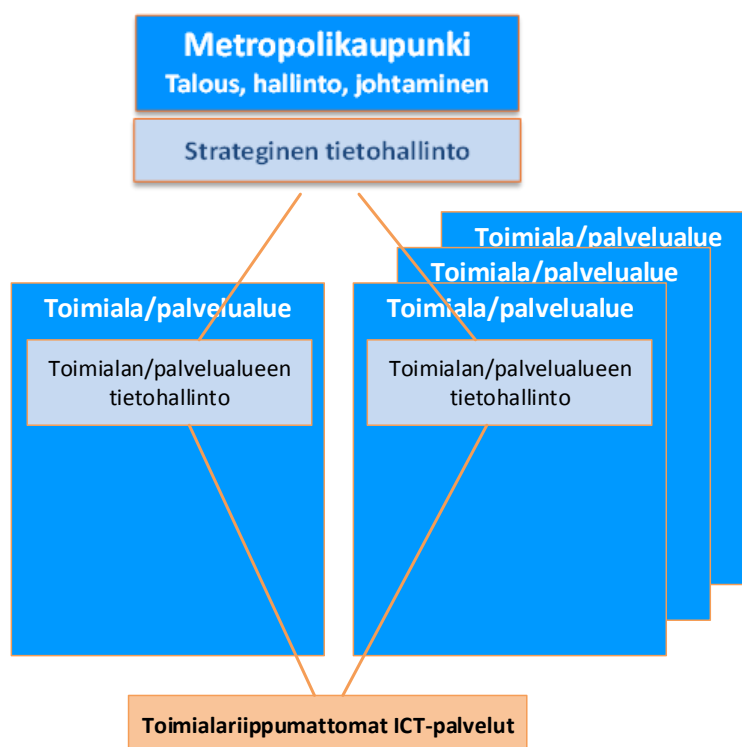 Metropolikaupunki
Talous, hallinto, johtaminen
Strateginen tietohallinto
Toimiala/palvelualue
Toimiala/palvelualue
Toimiala/palvelualue
Toimiala/palvelualue
Toimialan/palvelualueen
tietohallinto
Toimialan/palvelualueen
tietohallinto
Toimialariippumattomat ICT-palvelut